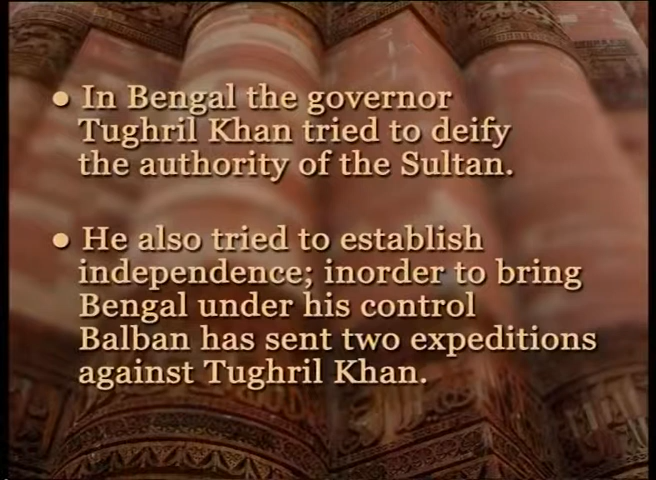 • In Bengal the governor
Tughril Khan tried to deify
the authority of the Sultan.
• He also tried to establish
independence; inorder to bring
Bengal under his control
Balban has sent two expeditions
against Tughril Khan.